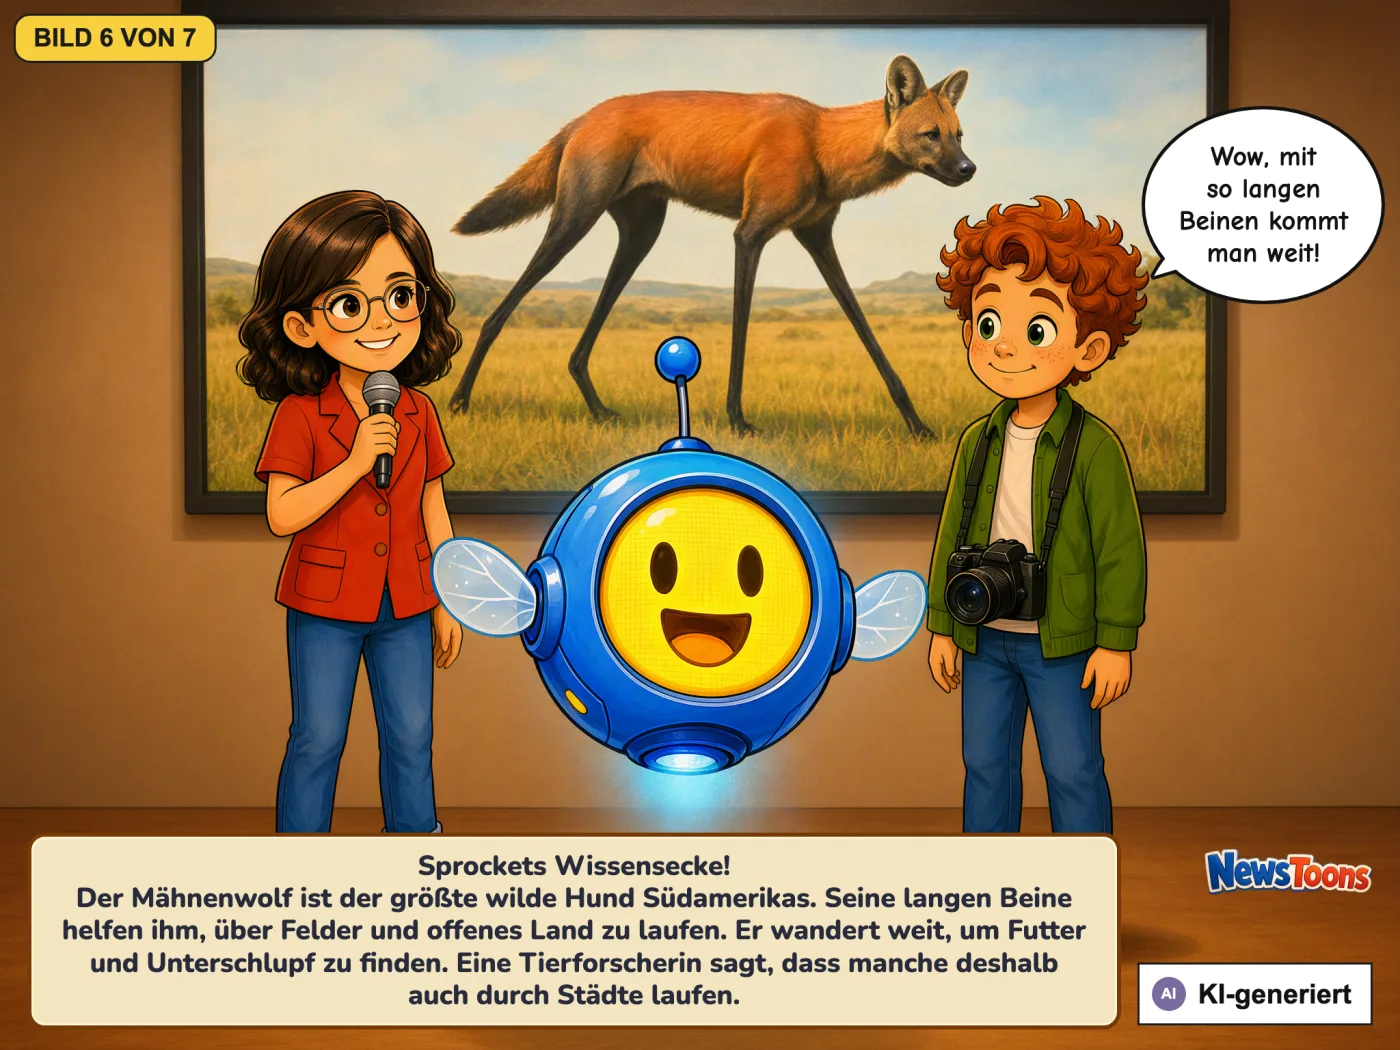 BILD 6 VON 7
Wow, mit
so langen
Beinen kommt
man weit!
Sprockets Wissensecke!
Der Mähnenwolf ist der größte wilde Hund Südamerikas. Seine langen Beine
helfen ihm, über Felder und offenes Land zu laufen. Er wandert weit, um Futter
und Unterschlupf zu finden. Eine Tierforscherin sagt, dass manche deshalb
auch durch Städte laufen.
NewsToons
AI KI-generiert